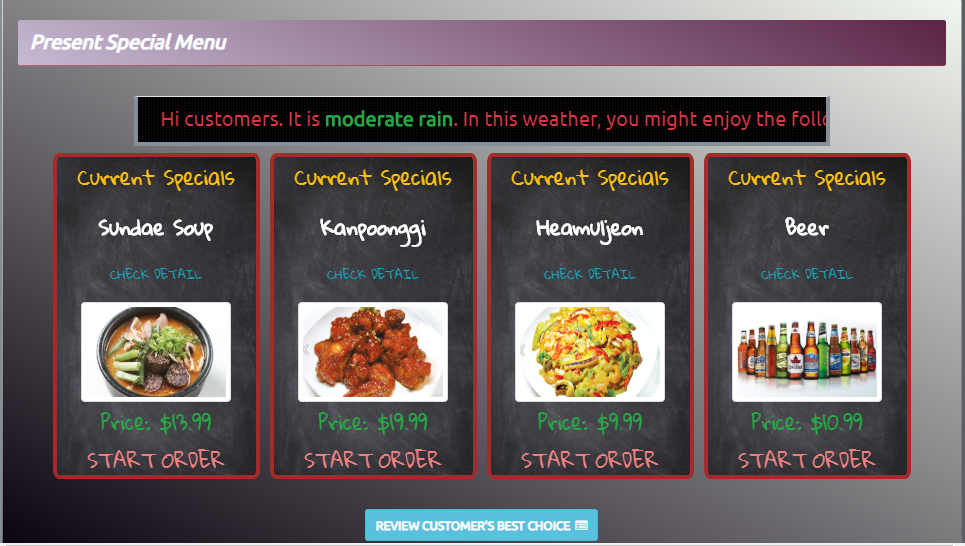 Present Special Menu
Hi customers. It is moderate rain. In this weather, you might enjoy the follo
Current Specials
Sundae Soup
CHECK DETAIL
Price: $13.99
START ORDER
Current Specials
Kanpoonggi
CHECK DETAIL
Price: $19.99
START ORDER
Current Specials
Heamuljeon
CHECK DETAIL
Price: $9.99
START ORDER
Current Specials
Beer
CHECK DETAIL
Price: $10.99
START ORDER
REVIEW CUSTOMER'S BEST CHOICE